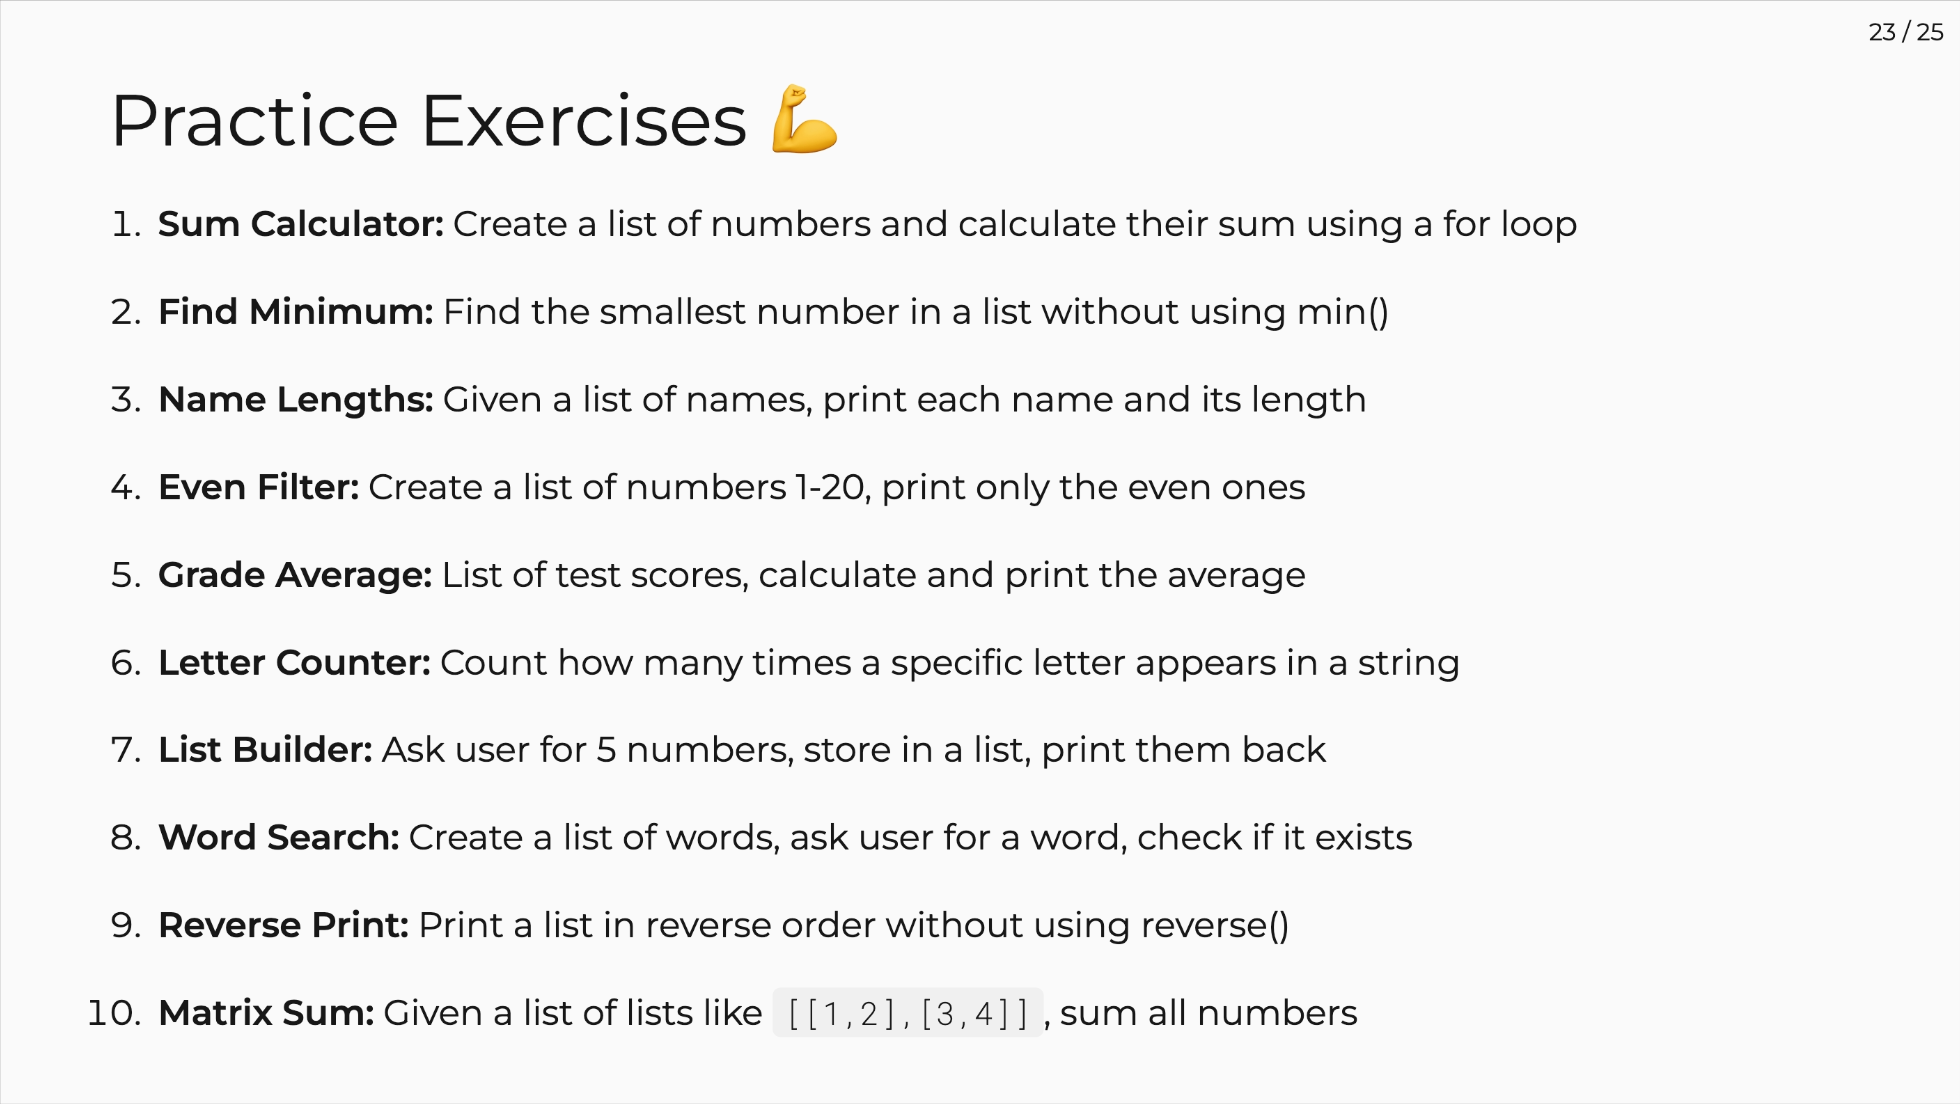 23 / 25
Practice Exercises 💪
1. Sum Calculator: Create a list of numbers and calculate their sum using a for loop
2. Find Minimum: Find the smallest number in a list without using min()
3. Name Lengths: Given a list of names, print each name and its length
4. Even Filter: Create a list of numbers 1-20, print only the even ones
5. Grade Average: List of test scores, calculate and print the average
6. Letter Counter: Count how many times a specific letter appears in a string
7. List Builder: Ask user for 5 numbers, store in a list, print them back
8. Word Search: Create a list of words, ask user for a word, check if it exists
9. Reverse Print: Print a list in reverse order without using reverse()
10. Matrix Sum: Given a list of lists like [[1,2],[3,4]], sum all numbers